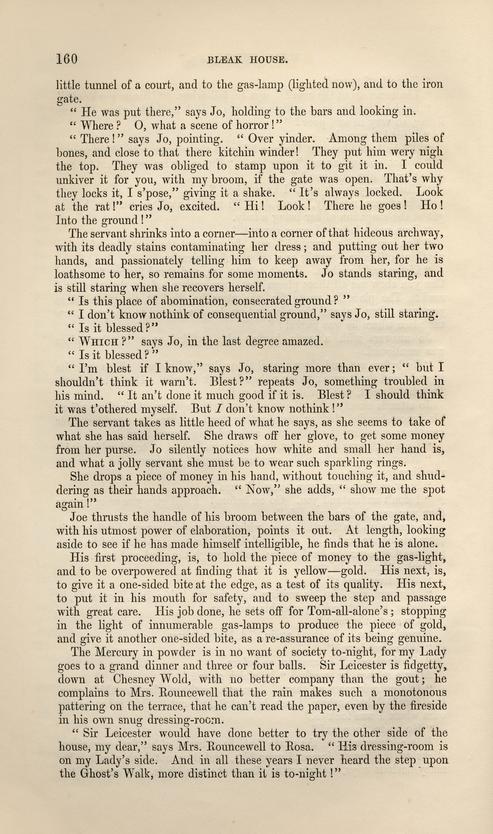 160
BLEAK HOUSE.
little tunnel of a court, and to the gas-lamp (lighted now), and to the iron
gate.
“ He was put there,” says Jo, holding to the bars and looking in.
“ Where ? O, what a scene of horror ! ”
“ There ! ” says Jo, pointing. “ Over yinder. Among them piles of
bones, and close to that there kitchin winder! They put him wery nigh
the top. They was obliged to stamp upon it to git it in. I could
unkiver it for you, with my broom, if the gate was open. That’s why
they locks it, I s’pose,” giving it a shake. “ It’s always locked. Look
at the rat!” cries Jo, excited. “ Hi! Look! There he goes! Ho!
Into the ground ! ”
The servant shrinks into a corner—into a corner of that hideous archway,
with its deadly stains contaminating her dress ; and putting out her two
hands, and passionately telling him to keep away from her, for he is
loathsome to her, so remains for some moments. Jo stands staring, and
is still staring when she recovers herself.
“ Is this place of abomination, consecrated ground ? ”
“ I don’t know nothink of consequential ground,” says Jo, still staring.
“ Is it blessed ? ”
“ WHICH ? ” says Jo, in the last degree amazed.
“ Is it blessed ? ”
“ I’m blest if I know,” says Jo, staring more than ever ; “ but I
shouldn’t think it warn’t. Blest ? ” repeats Jo, something troubled in
his mind. “ It an’t done it much good if it is. Blest ? I should think
it was t’othered myself. But I don’t know nothink ! ”
The servant takes as little heed of what he says, as she seems to take of
what she has said herself. She draws off her glove, to get some money
from her purse. Jo silently notices how white and small her hand is,
and what a jolly servant she must be to wear such sparkling rings.
She drops a piece of money in his hand, without touching it, and shud-
dering as their hands approach. “ Now,” she adds, “ show me the spot
again ! ”
Joe thrusts the handle of his broom between the bars of the gate, and,
with his utmost power of elaboration, points it out. At length, looking
aside to see if he has made himself intelligible, he finds that he is alone.
His first proceeding, is, to hold the piece of money to the gas-light,
and to be overpowered at finding that it is yellow—gold. His next, is,
to give it a one-sided bite at the edge, as a test of its quality. His next,
to put it in his mouth for safety, and to sweep the step and passage
with great care. His job done, he sets off for Tom-all-alone’s ; stopping
in the light of innumerable gas-lamps to produce the piece of gold,
and give it another one-sided bite, as a re-assurance of its being genuine.
The Mercury in powder is in no want of society to-night, for my Lady
goes to a grand dinner and three or four balls. Sir Leicester is fidgetty,
down at Chesney Wold, with no better company than the gout ; he
complains to Mrs. Rouncewell that the rain makes such a monotonous
pattering on the terrace, that he can’t read the paper, even by the fireside
in his own snug dressing-room.
“ Sir Leicester would have done better to try the other side of the
house, my dear,” says Mrs. Rouncewell to Rosa. “ His dressing-room is
on my Lady’s side. And in all these years I never heard the step upon
the Ghost’s Walk, more distinct than it is to-night ! ”